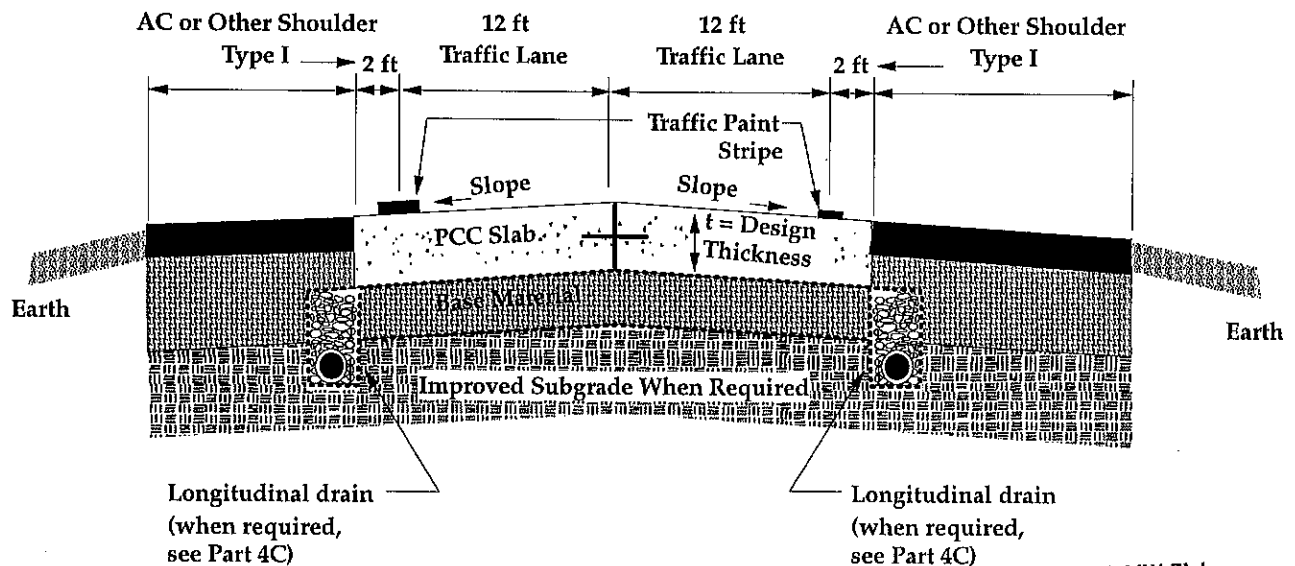 AC or Other Shoulder
Type I
2 ft
12 ft
Traffic Lane
12 ft
Traffic Lane
2 ft
AC or Other Shoulder
Type I
Traffic Paint
Stripe
Slope
Slope
PCC Slab
t = Design
Thickness
Base Material
Earth
Earth
Improved Subgrade When Required
Longitudinal drain
(when required,
see Part 4C)
Longitudinal drain
(when required,
see Part 4C)